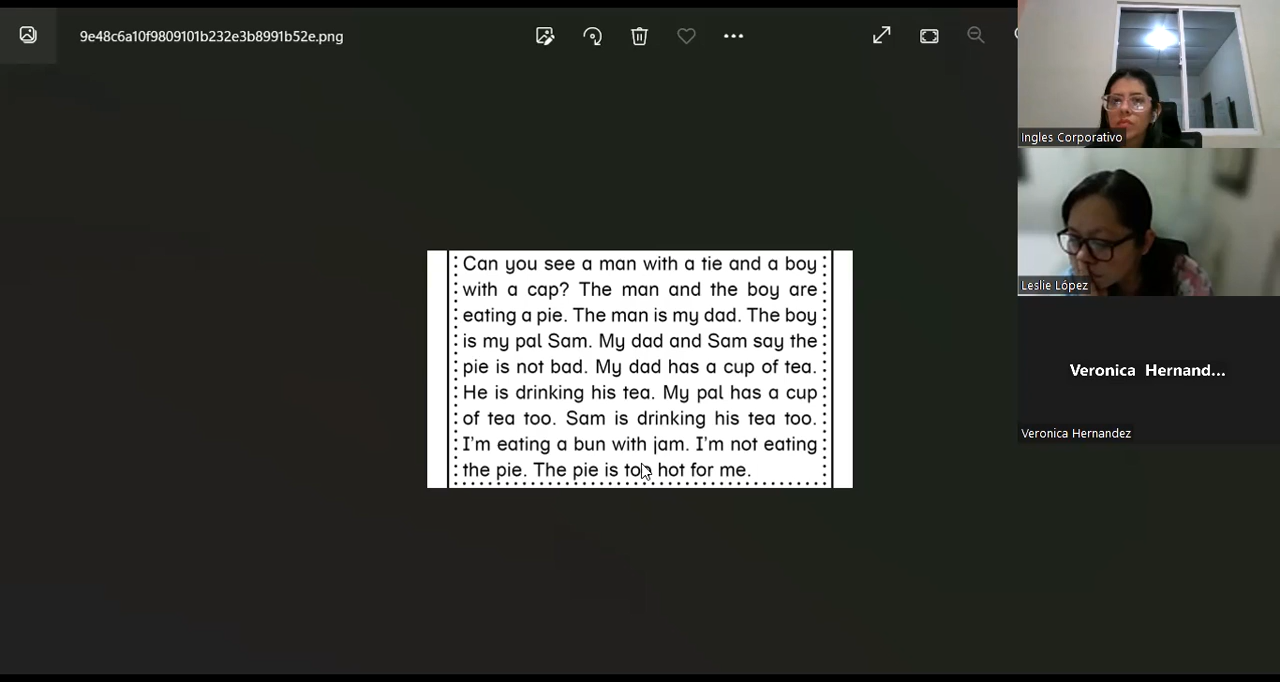 9e48c6a10f9809101b232e3b8991b52e.png
Ingles Corporativo
Leslie López
Veronica Hernand...
Veronica Hernandez
Can you see a man with a tie and a boy
with a cap? The man and the boy are
eating a pie. The man is my dad. The boy
is my pal Sam. My dad and Sam say the
pie is not bad. My dad has a cup of tea.
He is drinking his tea. My pal has a cup
of tea too. Sam is drinking his tea too.
I'm eating a bun with jam. I'm not eating
the pie. The pie is too hot for me.